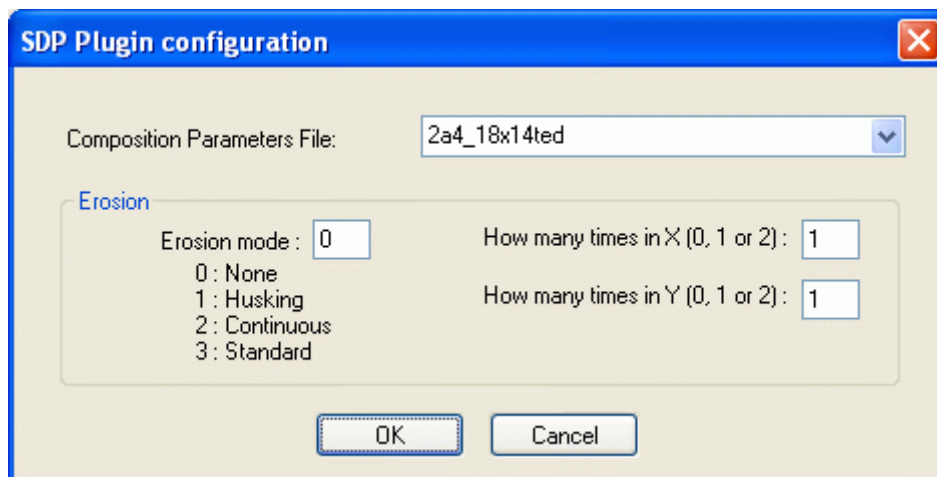 SDP Plugin configuration
Composition Parameters File:
2a4_18x14ted
Erosion
Erosion mode : 0
0 : None
1 : Husking
2 : Continuous
3 : Standard
How many times in X (0, 1 or 2) : 1
How many times in Y (0, 1 or 2) : 1
OK
Cancel